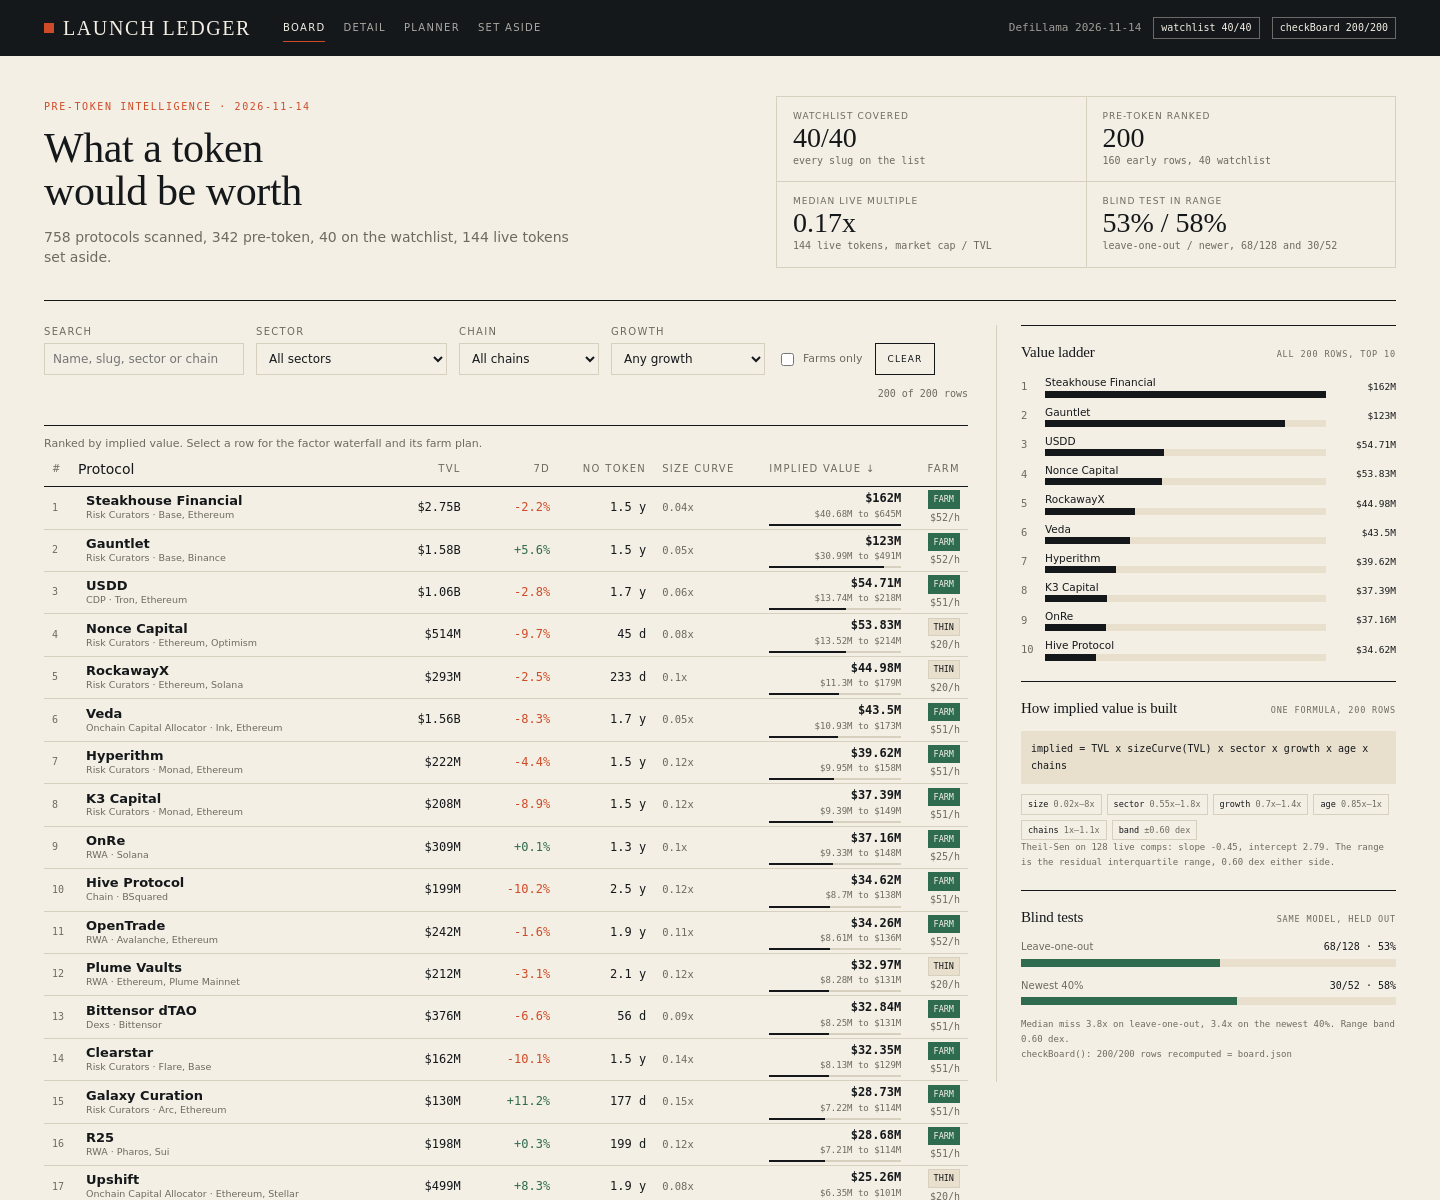 LAUNCH LEDGER
BOARD DETAIL PLANNER SET ASIDE
DefiLlama 2026-11-14 watchlist 40/40 checkBoard 200/200
PRE-TOKEN INTELLIGENCE · 2026-11-14
What a token
would be worth
758 protocols scanned, 342 pre-token, 40 on the watchlist, 144 live tokens
set aside.
WATCHLIST COVERED
40/40
every slug on the list
PRE-TOKEN RANKED
200
160 early rows, 40 watchlist
MEDIAN LIVE MULTIPLE
0.17x
144 live tokens, market cap / TVL
BLIND TEST IN RANGE
53% / 58%
leave-one-out / newer, 68/128 and 30/52
SEARCH SECTOR CHAIN GROWTH
Name, slug, sector or chain All sectors All chains Any growth Farms only CLEAR
200 of 200 rows
Ranked by implied value. Select a row for the factor waterfall and its farm plan.
# Protocol TVL 7D NO TOKEN SIZE CURVE IMPLIED VALUE ↓ FARM
1 Steakhouse Financial $2.75B -2.2% 1.5 y 0.04x $162M FARM
Risk Curators · Base, Ethereum $40.68M to $645M $52/h
2 Gauntlet $1.58B +5.6% 1.5 y 0.05x $123M FARM
Risk Curators · Base, Binance $30.99M to $491M $52/h
3 USDD $1.06B -2.8% 1.7 y 0.06x $54.71M FARM
CDP · Tron, Ethereum $13.74M to $218M $51/h
4 Nonce Capital $514M -9.7% 45 d 0.08x $53.83M THIN
Risk Curators · Ethereum, Optimism $13.52M to $214M $20/h
5 RockawayX $293M -2.5% 233 d 0.1x $44.98M THIN
Risk Curators · Ethereum, Solana $11.3M to $179M $20/h
6 Veda $1.56B -8.3% 1.7 y 0.05x $43.5M FARM
Onchain Capital Allocator · Ink, Ethereum $10.93M to $173M $51/h
7 Hyperithm $222M -4.4% 1.5 y 0.12x $39.62M FARM
Risk Curators · Monad, Ethereum $9.95M to $158M $51/h
8 K3 Capital $208M -8.9% 1.5 y 0.12x $37.39M FARM
Risk Curators · Monad, Ethereum $9.39M to $149M $51/h
9 OnRe $309M +0.1% 1.3 y 0.1x $37.16M FARM
RWA · Solana $9.33M to $148M $25/h
10 Hive Protocol $199M -10.2% 2.5 y 0.12x $34.62M FARM
Chain · BSquared $8.7M to $138M $51/h
11 OpenTrade $242M -1.6% 1.9 y 0.11x $34.26M FARM
RWA · Avalanche, Ethereum $8.61M to $136M $52/h
12 Plume Vaults $212M -3.1% 2.1 y 0.12x $32.97M THIN
RWA · Ethereum, Plume Mainnet $8.28M to $131M $20/h
13 Bittensor dTAO $376M -6.6% 56 d 0.09x $32.84M FARM
Dexs · Bittensor $8.25M to $131M $51/h
14 Clearstar $162M -10.1% 1.5 y 0.14x $32.35M FARM
Risk Curators · Flare, Base $8.13M to $129M $51/h
15 Galaxy Curation $130M +11.2% 177 d 0.15x $28.73M FARM
Risk Curators · Arc, Ethereum $7.22M to $114M $51/h
16 R25 $198M +0.3% 199 d 0.12x $28.68M FARM
RWA · Pharos, Sui $7.21M to $114M $51/h
17 Upshift $499M +8.3% 1.9 y 0.08x $25.26M THIN
Onchain Capital Allocator · Ethereum, Stellar $6.35M to $101M $20/h
Value ladder ALL 200 ROWS, TOP 10
1 Steakhouse Financial $162M
2 Gauntlet $123M
3 USDD $54.71M
4 Nonce Capital $53.83M
5 RockawayX $44.98M
6 Veda $43.5M
7 Hyperithm $39.62M
8 K3 Capital $37.39M
9 OnRe $37.16M
10 Hive Protocol $34.62M
How implied value is built ONE FORMULA, 200 ROWS
implied = TVL x sizeCurve(TVL) x sector x growth x age x
chains
size 0.02x–8x sector 0.55x–1.8x growth 0.7x–1.4x age 0.85x–1x
chains 1x–1.1x band ±0.60 dex
Theil-Sen on 128 live comps: slope -0.45, intercept 2.79. The range
is the residual interquartile range, 0.60 dex either side.
Blind tests SAME MODEL, HELD OUT
Leave-one-out 68/128 · 53%
Newest 40% 30/52 · 58%
Median miss 3.8x on leave-one-out, 3.4x on the newest 40%. Range band
0.60 dex.
checkBoard(): 200/200 rows recomputed = board.json